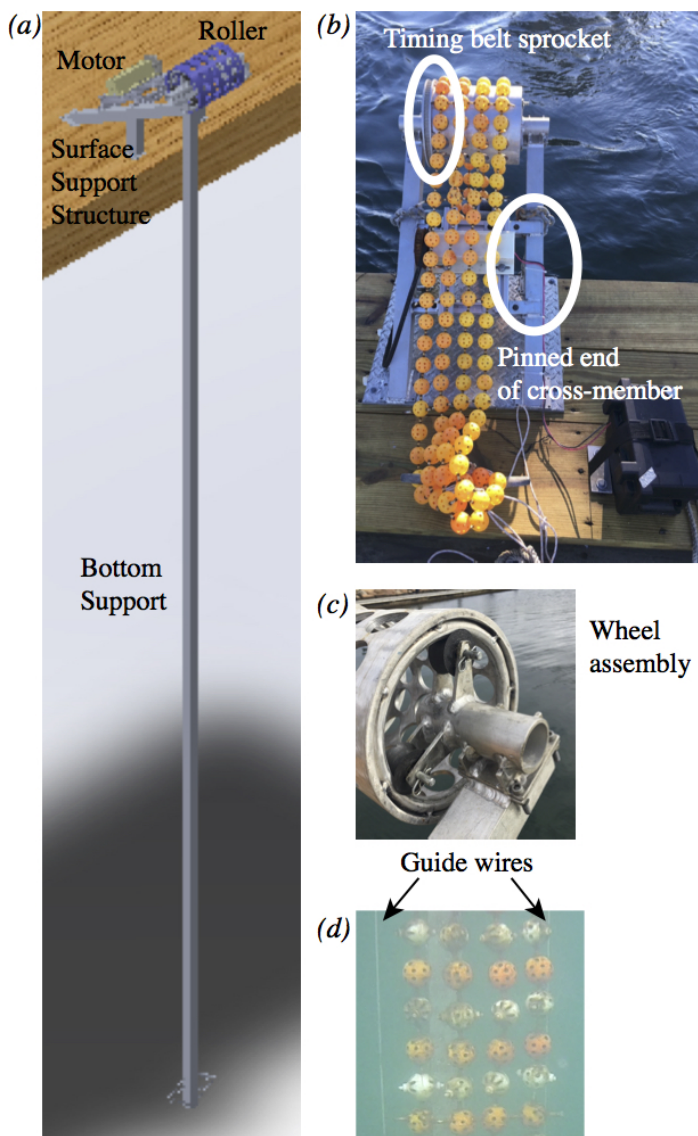 (a)
Roller
Motor
Surface
Support
Structure
Bottom
Support
(b)
Timing belt sprocket
Pinned end
of cross-member
(c)
Wheel
assembly
Guide wires
(d)